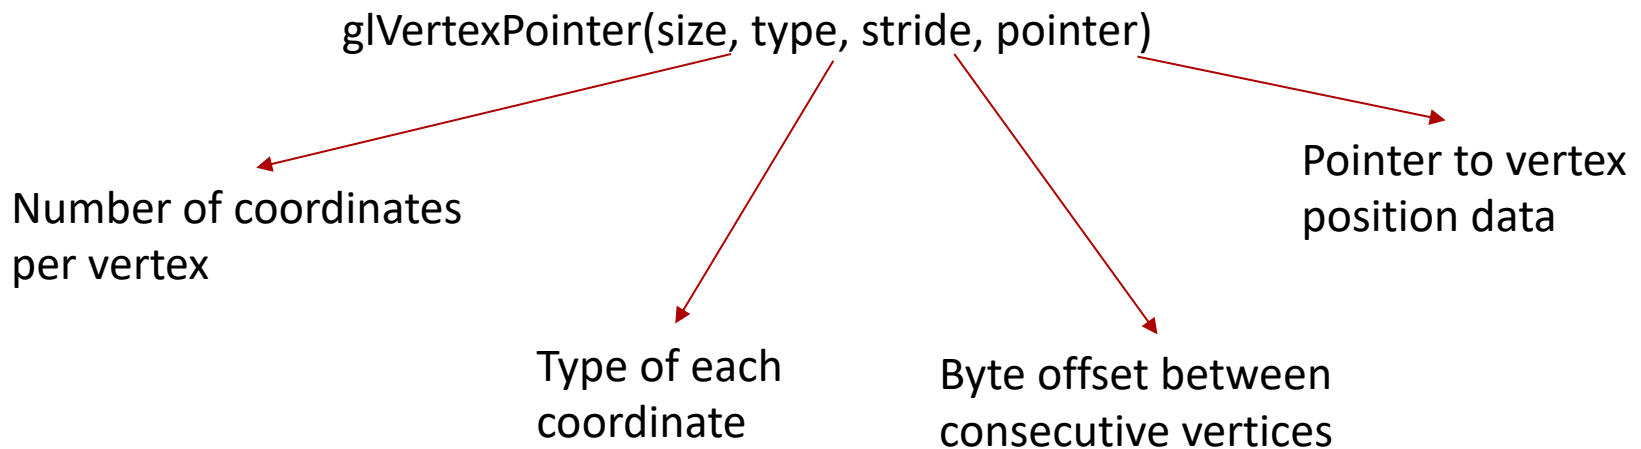 glVertexPointer(size, type, stride, pointer)
Number of coordinates
per vertex
Type of each
coordinate
Byte offset between
consecutive vertices
Pointer to vertex
position data